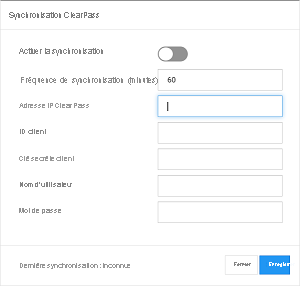 Synchronisation ClearPass
Activer la synchronisation
Fréquence de synchronisation (minutes)
60
Adresse IP ClearPass
ID client
Clé secrète client
Nom d'utilisateur
Mot de passe
Dernière synchronisation : Inconnue
Fermer